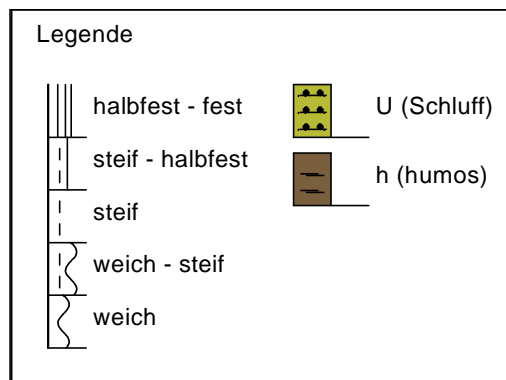 Legende
halbfest - fest
steif - halbfest
steif
weich - steif
weich
U (Schluff)
h (humos)